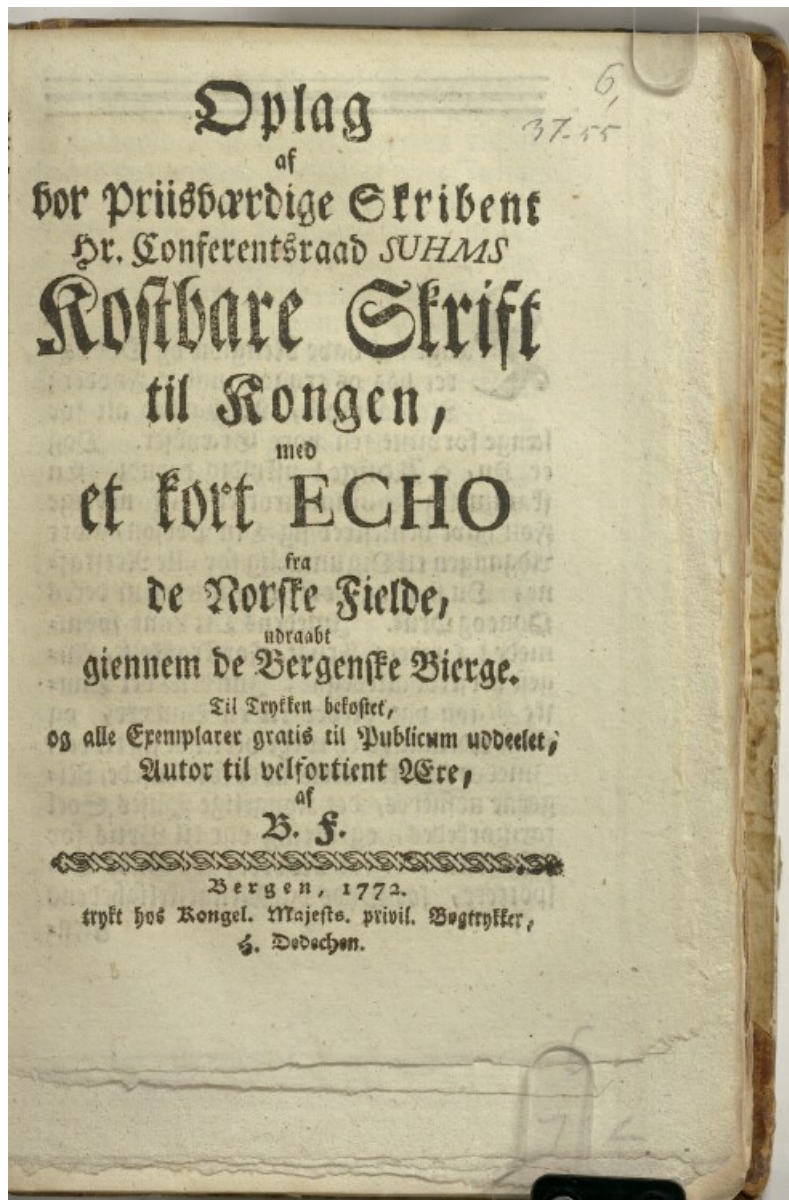 6,
37-55
Oplag
af
vor Priisværdige Skribent
Hr. Conferentsraad SUHMS
Kostbare Skrift
til Kongen,
med
et kort ECHO
fra
de Norske Fielde,
udraabt
giennem de Bergenske Bierge.
Til Trykken bekostet,
og alle Exemplarer gratis til Publicum uddeelet,
Autor til velfortient Ære,
af
B. F.
Bergen, 1772.
trykt hos Kongel. Majests. privil. Bogtrykker,
H. Dedechen.